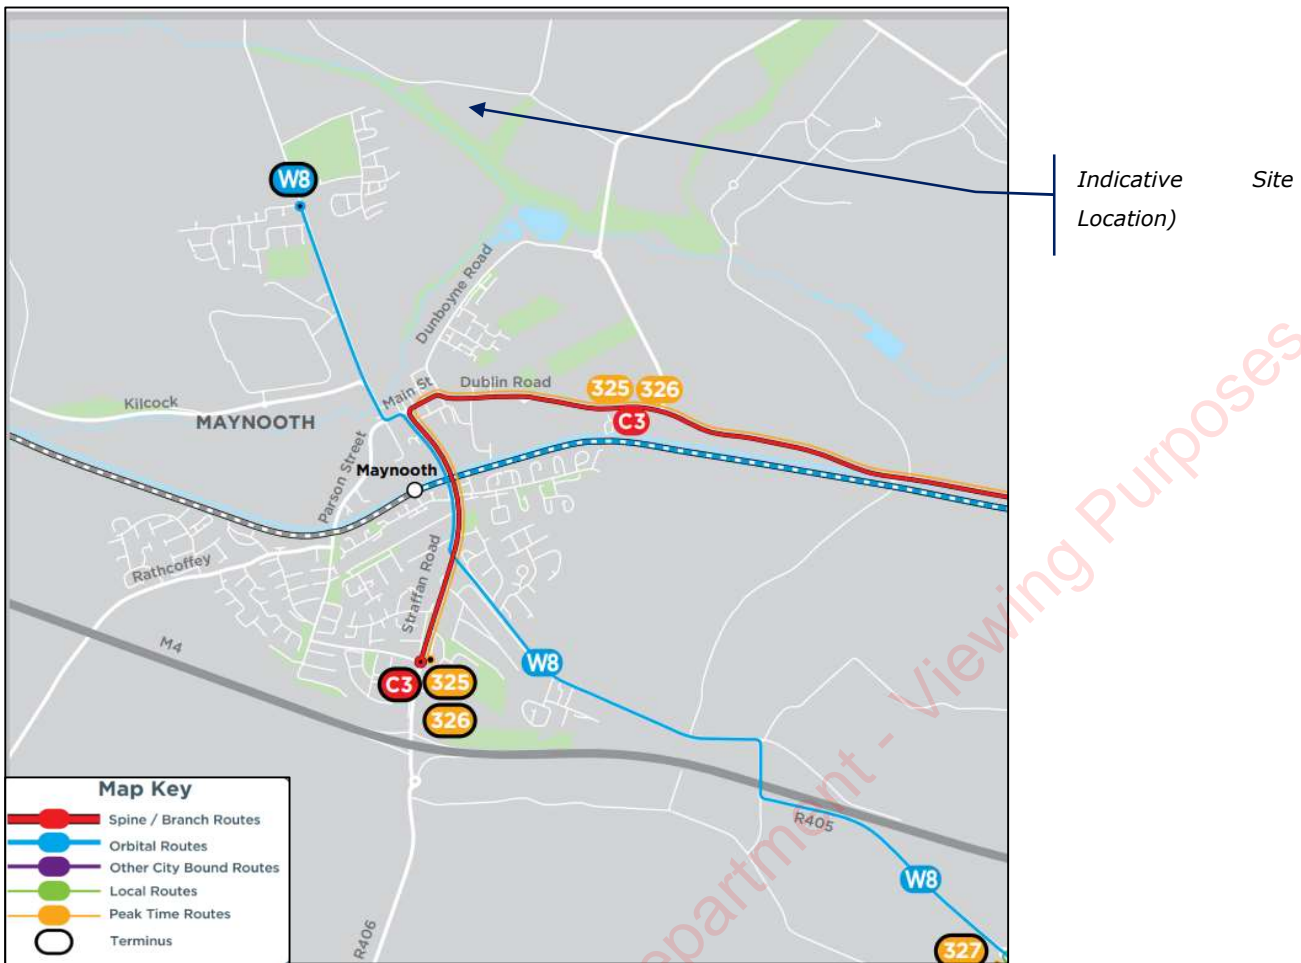 W8
Indicative Site
Location)
Dunboyne Road
Main St
Dublin Road
325 326
C3
Kilcock
MAYNOOTH
Parson Street
Maynooth
Rathcoffey
Straffan Road
M4
C3 325
326
W8
R405
W8
R406
327
Map Key
Spine / Branch Routes
Orbital Routes
Other City Bound Routes
Local Routes
Peak Time Routes
Terminus
Department - Viewing Purposes